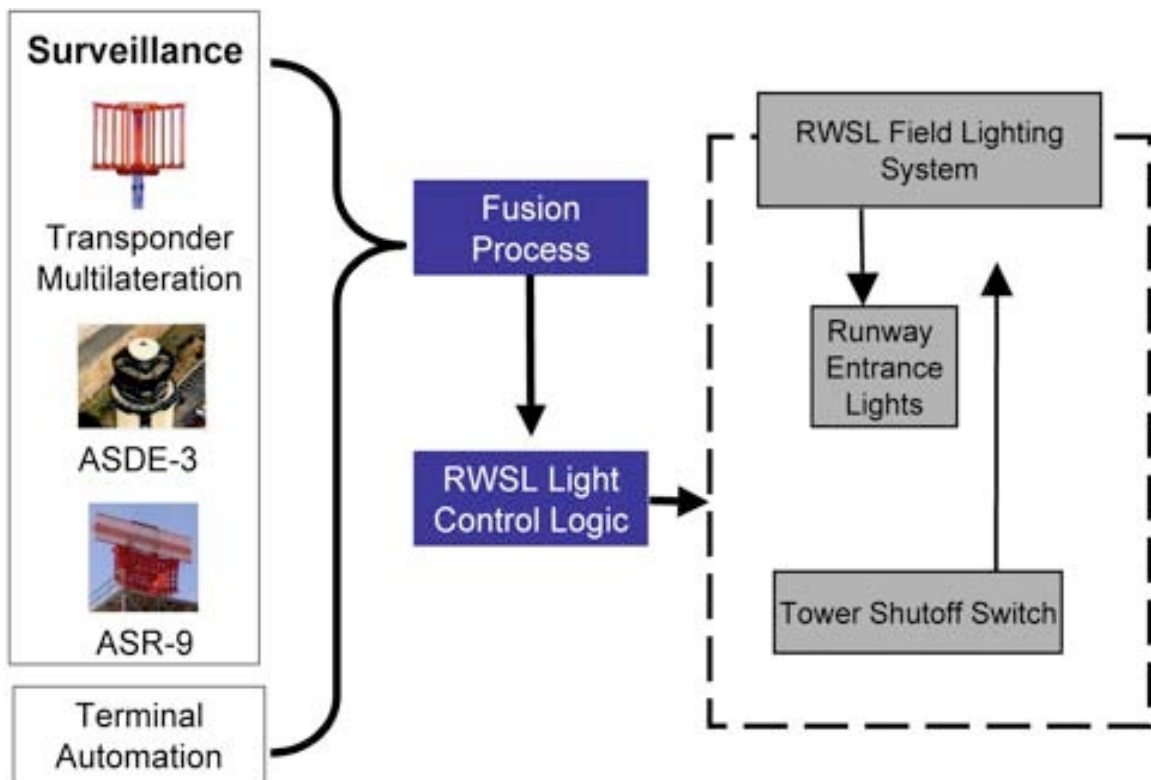 Surveillance
Transponder
Multilateration
ASDE-3
ASR-9
Terminal
Automation
Fusion
Process
RWSL Light
Control Logic
RWSL Field Lighting
System
Runway
Entrance
Lights
Tower Shutoff Switch